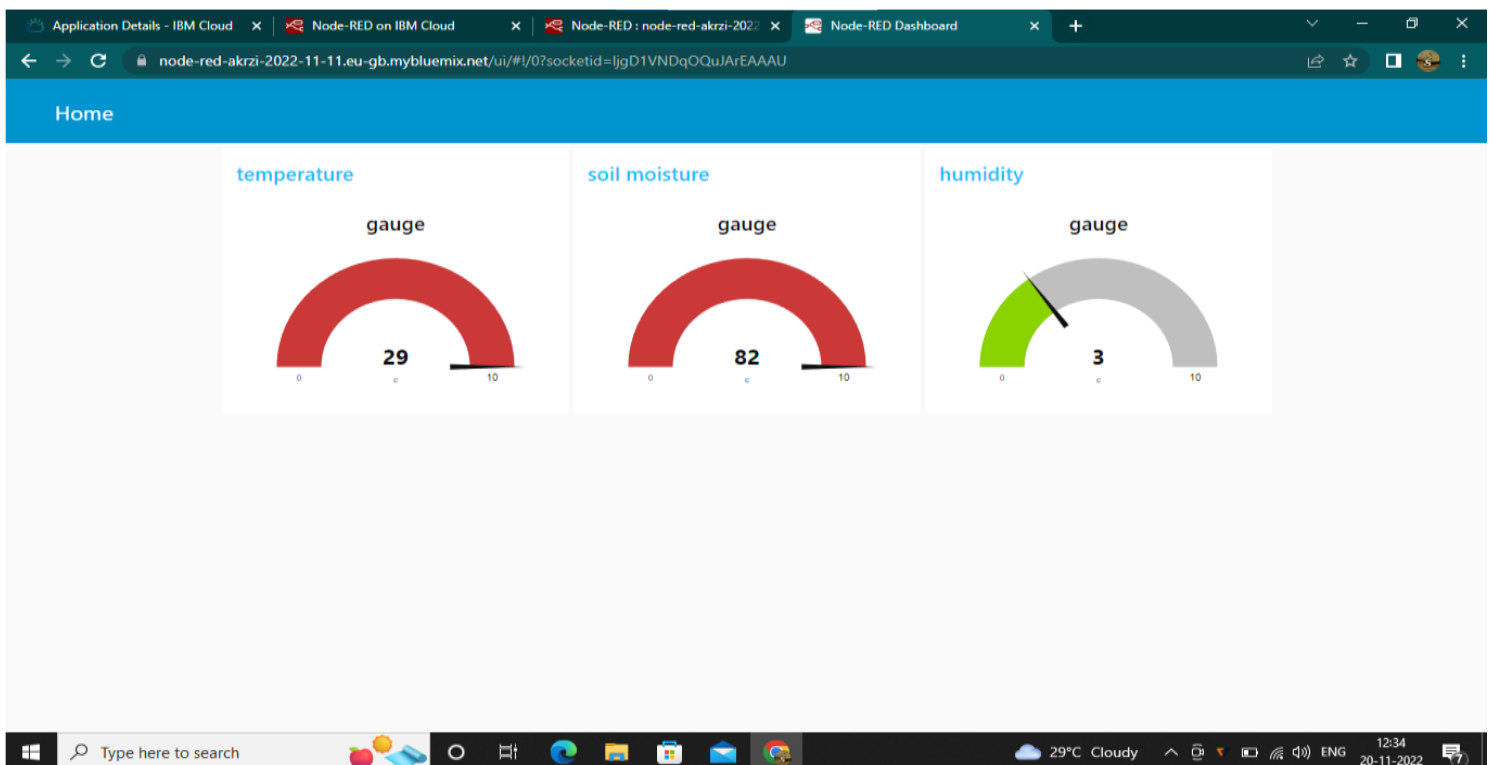 Application Details - IBM Cloud
Node-RED on IBM Cloud
Node-RED : node-red-akrzi-2022
Node-RED Dashboard
node-red-akrzi-2022-11-11.eu-gb.mybluemix.net/ui/#!/0?socketid=IjgD1VNDqOQuJArEAAAU
Home
temperature
gauge
29
c
0
10
soil moisture
gauge
82
c
0
10
humidity
gauge
3
c
0
10
Type here to search
29°C Cloudy
ENG
12:34
20-11-2022
7